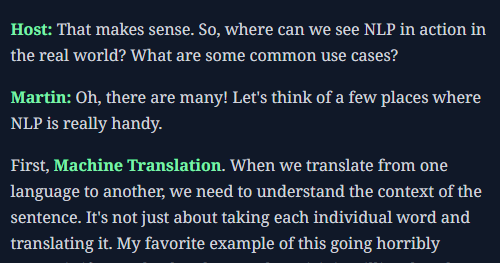 Host: That makes sense. So, where can we see NLP in action in
the real world? What are some common use cases?
Martin: Oh, there are many! Let's think of a few places where
NLP is really handy.
First, Machine Translation. When we translate from one
language to another, we need to understand the context of the
sentence. It's not just about taking each individual word and
translating it. My favorite example of this going horribly